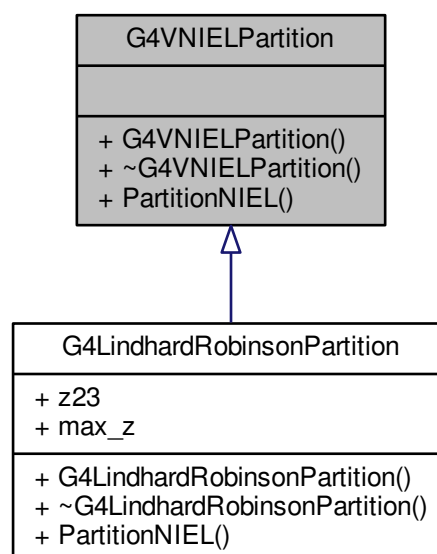 G4VNIELPartition
+ G4VNIELPartition()
+ ~G4VNIELPartition()
+ PartitionNIEL()
G4LindhardRobinsonPartition
+ z23
+ max_z
+ G4LindhardRobinsonPartition()
+ ~G4LindhardRobinsonPartition()
+ PartitionNIEL()